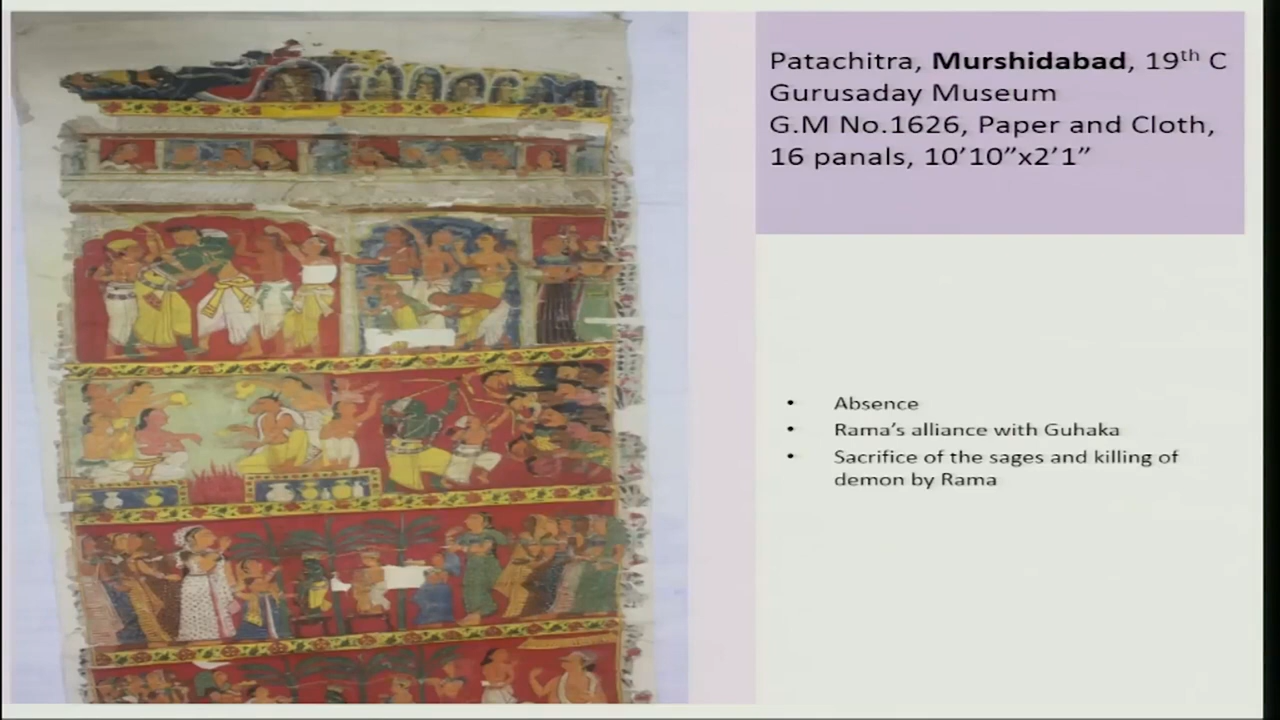 Patachitra, Murshidabad, 19th C
Gurusaday Museum
G.M No.1626, Paper and Cloth,
16 panals, 10’10”x2’1”
• Absence
• Rama’s alliance with Guhaka
• Sacrifice of the sages and killing of
demon by Rama